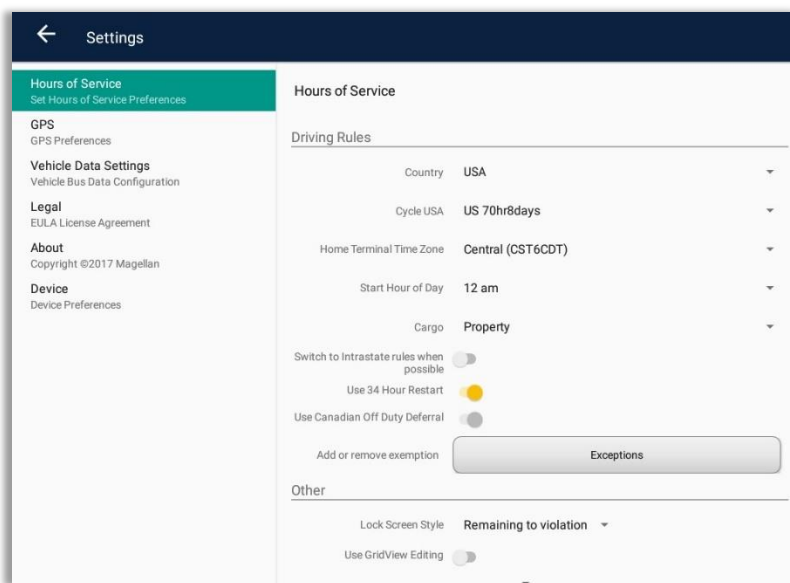 Settings
Hours of Service
Set Hours of Service Preferences
GPS
GPS Preferences
Vehicle Data Settings
Vehicle Bus Data Configuration
Legal
EULA License Agreement
About
Copyright ©2017 Magellan
Device
Device Preferences
Hours of Service
Driving Rules
Country USA
Cycle USA US 70hr8days
Home Terminal Time Zone Central (CST6CDT)
Start Hour of Day 12 am
Cargo Property
Switch to Intrastate rules when
possible
Use 34 Hour Restart
Use Canadian Off Duty Deferral
Add or remove exemption Exceptions
Other
Lock Screen Style Remaining to violation
Use GridView Editing